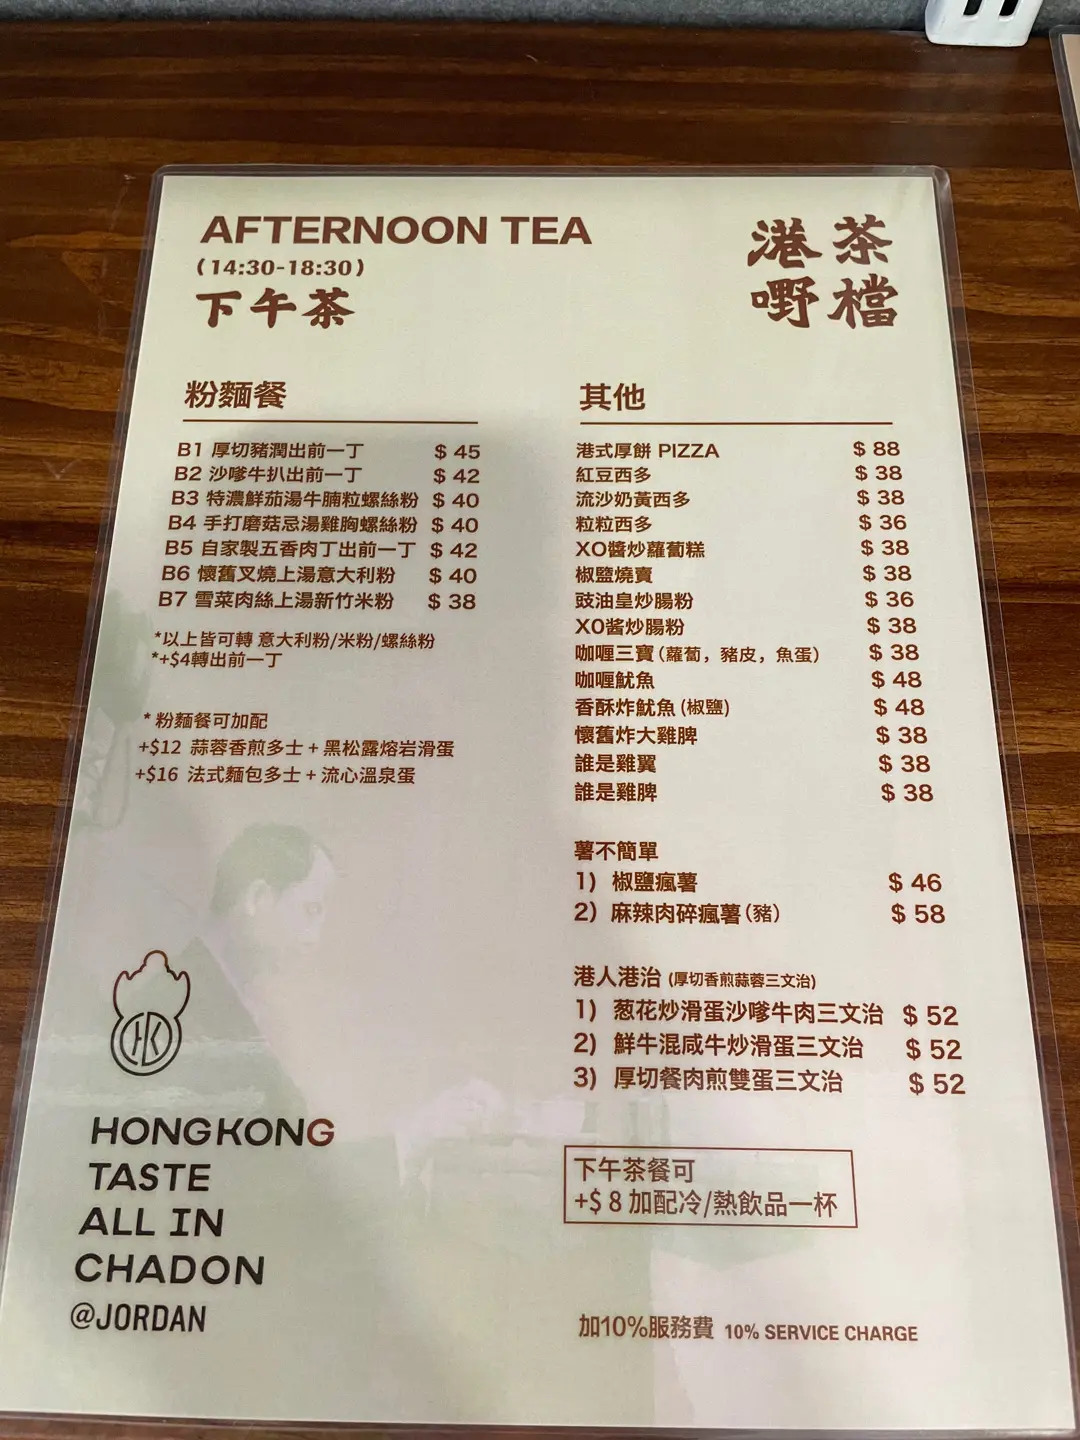 AFTERNOON TEA
(14:30-18:30)
下午茶
港茶
嘢檔
粉麵餐
B1 厚切豬潤出前一丁 $ 45
B2 沙嗲牛扒出前一丁 $ 42
B3 特濃鮮茄湯牛腩粒螺絲粉 $ 40
B4 手打磨菇忌湯雞胸螺絲粉 $ 40
B5 自家製五香肉丁出前一丁 $ 42
B6 懷舊叉燒上湯意大利粉 $ 40
B7 雪菜肉絲上湯新竹米粉 $ 38
*以上皆可轉 意大利粉/米粉/螺絲粉
*+$4轉出前一丁
* 粉麵餐可加配
+$12 蒜蓉香煎多士 + 黑松露熔岩滑蛋
+$16 法式麵包多士 + 流心溫泉蛋
其他
港式厚餅 PIZZA $ 88
紅豆西多 $ 38
流沙奶黃西多 $ 38
粒粒西多 $ 36
XO醬炒蘿蔔糕 $ 38
椒鹽燒賣 $ 38
豉油皇炒腸粉 $ 36
XO酱炒腸粉 $ 38
咖喱三寶 (蘿蔔，豬皮，魚蛋) $ 38
咖喱魷魚 $ 48
香酥炸魷魚 (椒鹽) $ 48
懷舊炸大雞脾 $ 38
誰是雞翼 $ 38
誰是雞脾 $ 38
薯不簡單
1) 椒鹽瘋薯 $ 46
2) 麻辣肉碎瘋薯 (豬) $ 58
港人港治 (厚切香煎蒜蓉三文治)
1) 葱花炒滑蛋沙嗲牛肉三文治 $ 52
2) 鮮牛混咸牛炒滑蛋三文治 $ 52
3) 厚切餐肉煎雙蛋三文治 $ 52
下午茶餐可
+$ 8 加配冷/熱飲品一杯
HK
HONGKONG
TASTE
ALL IN
CHADON
@JORDAN
加10%服務費 10% SERVICE CHARGE